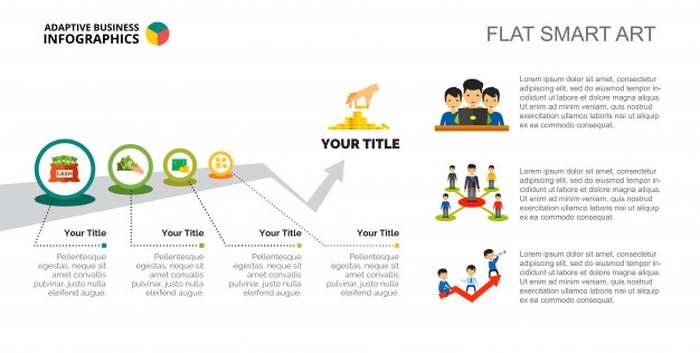 ADAPTIVE BUSINESS
INFOGRAPHICS
FLAT SMART ART
CASH
YOUR TITLE
Your Title
Pellentesque
egestas, neque sit
amet convallis
pulvinar, justo nulla
eleifend augue.
Your Title
Pellentesque
egestas, neque sit
amet convallis
pulvinar, justo nulla
eleifend augue.
Your Title
Pellentesque
egestas, neque sit
amet convallis
pulvinar, justo nulla
eleifend augue.
Your Title
Pellentesque
egestas, neque sit
amet convallis
pulvinar, justo nulla
eleifend augue.
Lorem ipsum dolor sit amet, consectetur
adipiscing elit, sed do eiusmod tempor in-
cididunt ut labore et dolore magna aliqua.
Ut enim ad minim veniam, quis nostrud
exercitation ullamco laboris nisi ut aliquip
ex ea commodo consequat.
Lorem ipsum dolor sit amet, consectetur
adipiscing elit, sed do eiusmod tempor in-
cididunt ut labore et dolore magna aliqua.
Ut enim ad minim veniam, quis nostrud
exercitation ullamco laboris nisi ut aliquip
ex ea commodo consequat.
Lorem ipsum dolor sit amet, consectetur
adipiscing elit, sed do eiusmod tempor in-
cididunt ut labore et dolore magna aliqua.
Ut enim ad minim veniam, quis nostrud
exercitation ullamco laboris nisi ut aliquip
ex ea commodo consequat.